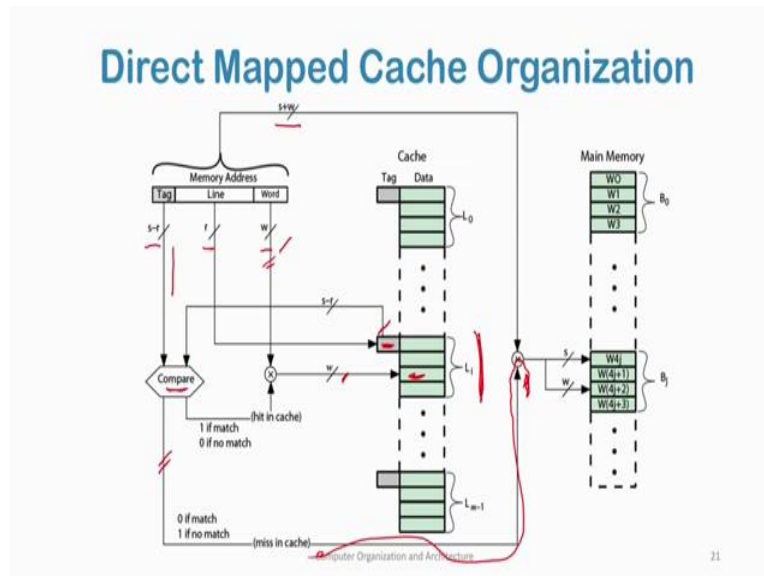 Direct Mapped Cache Organization
s+w
Cache
Main Memory
Memory Address
Tag Data
Tag Line Word
W0
W1
W2
W3
B0
L0
s-r
r
w
s-r
W4j
W(4j+1)
W(4j+2)
W(4j+3)
Bj
s
w
Li
w
Compare
(hit in cache)
1 if match
0 if no match
Lm-1
0 if match
1 if no match
(miss in cache)
Computer Organization and Architecture
21